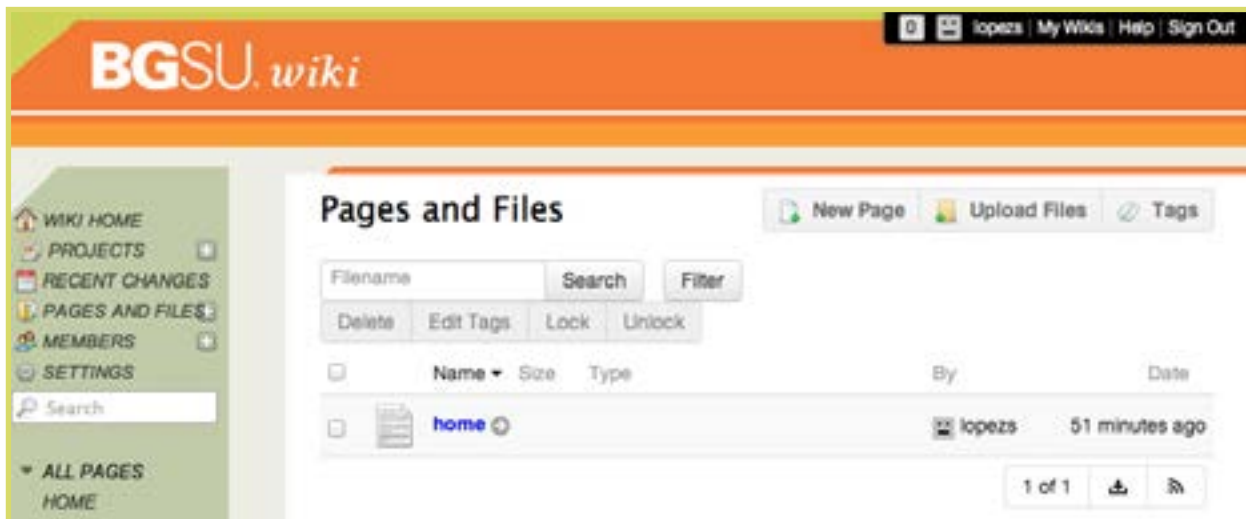 0 lopezs My Wikis Help Sign Out
BGSU. wiki
WIKI HOME
PROJECTS
RECENT CHANGES
PAGES AND FILES
MEMBERS
SETTINGS
Search
ALL PAGES
HOME
Pages and Files
New Page Upload Files Tags
Filename Search Filter
Delete Edit Tags Lock Unlock
Name Size Type By Date
home lopezs 51 minutes ago
1 of 1